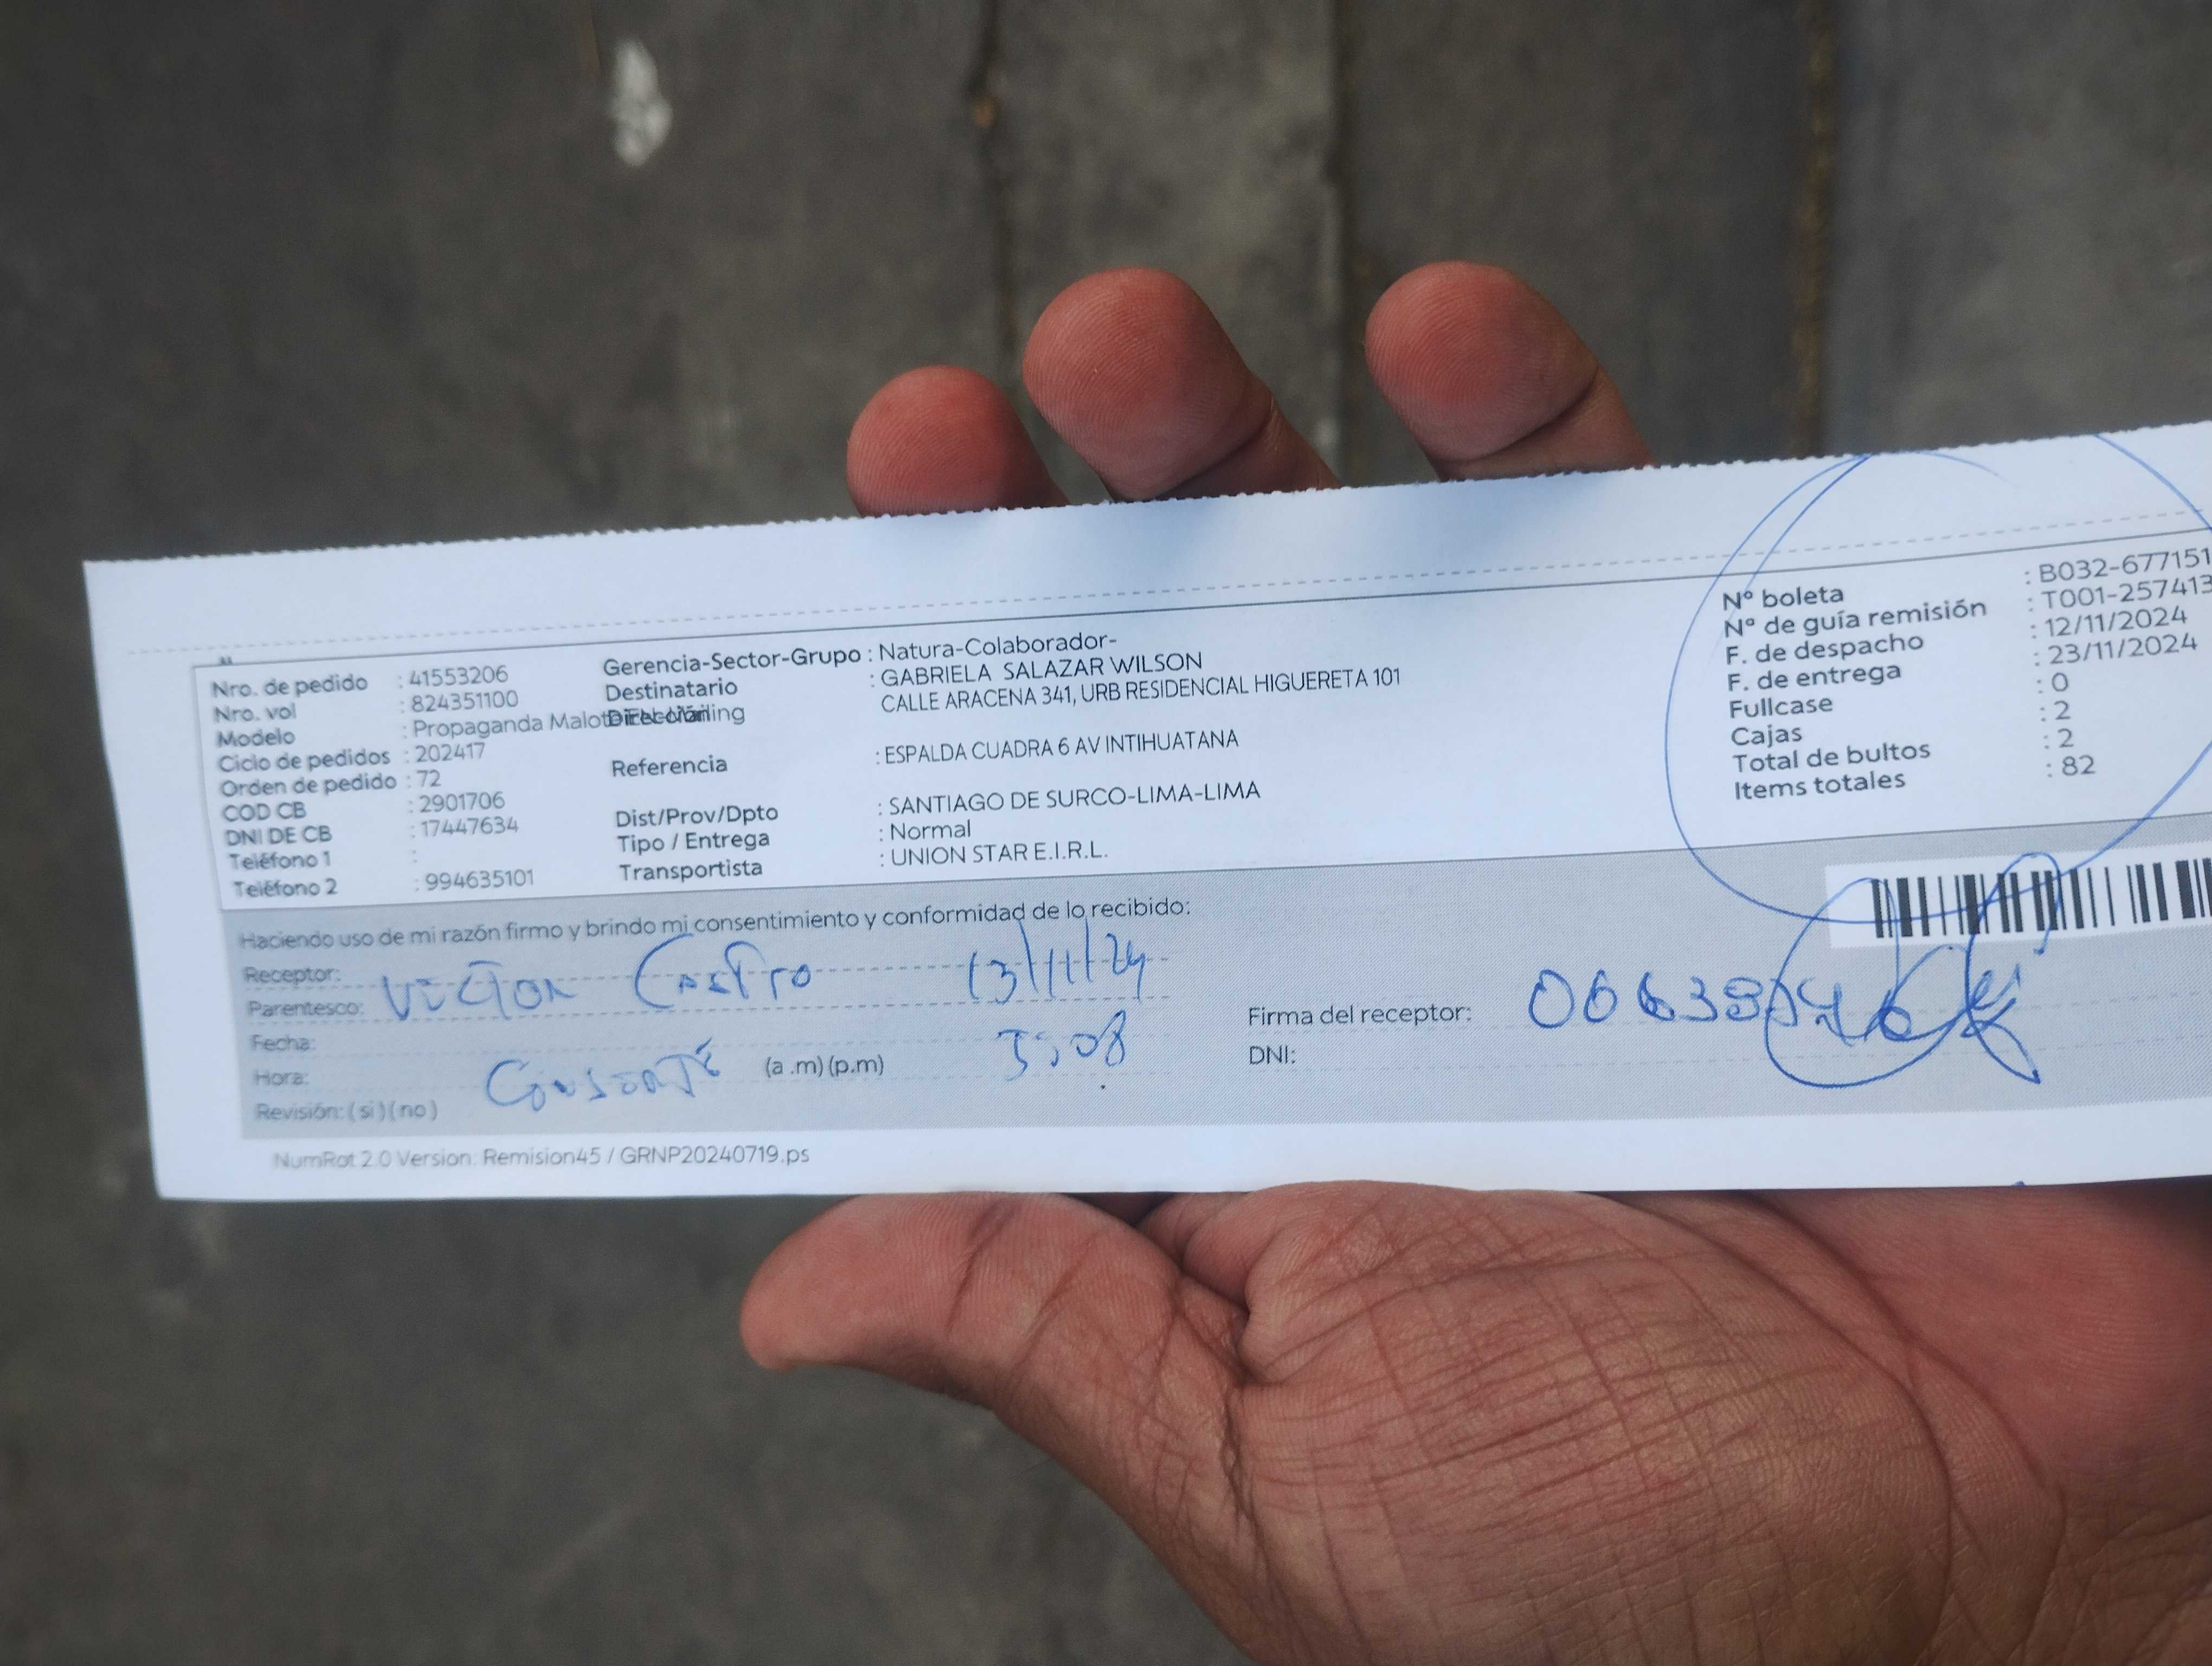 Nro. de pedido : 41553206
Nro. vol : 824351100
Modelo : Propaganda
Ciclo de pedidos : 202417
Orden de pedido : 72
COD CB : 2901706
DNI DE CB : 17447634
Teléfono 1 :
Teléfono 2 : 994635101
Gerencia-Sector-Grupo : Natura-Colaborador-
Destinatario : GABRIELA SALAZAR WILSON
Dirección CALLE ARACENA 341, URB RESIDENCIAL HIGUERETA 101
Referencia : ESPALDA CUADRA 6 AV INTIHUATANA
Dist/Prov/Dpto : SANTIAGO DE SURCO-LIMA-LIMA
Tipo / Entrega : Normal
Transportista : UNION STAR E.I.R.L.
Nº boleta : B032-677151
Nº de guía remisión : T001-257413
F. de despacho : 12/11/2024
F. de entrega : 23/11/2024
Fullcase : 0
Cajas : 2
Total de bultos : 2
Items totales : 82
Haciendo uso de mi razón firmo y brindo mi consentimiento y conformidad de lo recibido:
Receptor:
Parentesco: Victor Castro 13/11/24
Fecha:
Hora: (a .m) (p.m)
Revisión: ( si ) ( no )
Firma del receptor:
DNI:
NumRot 2.0 Version: Remision45 / GRNP20240719.ps